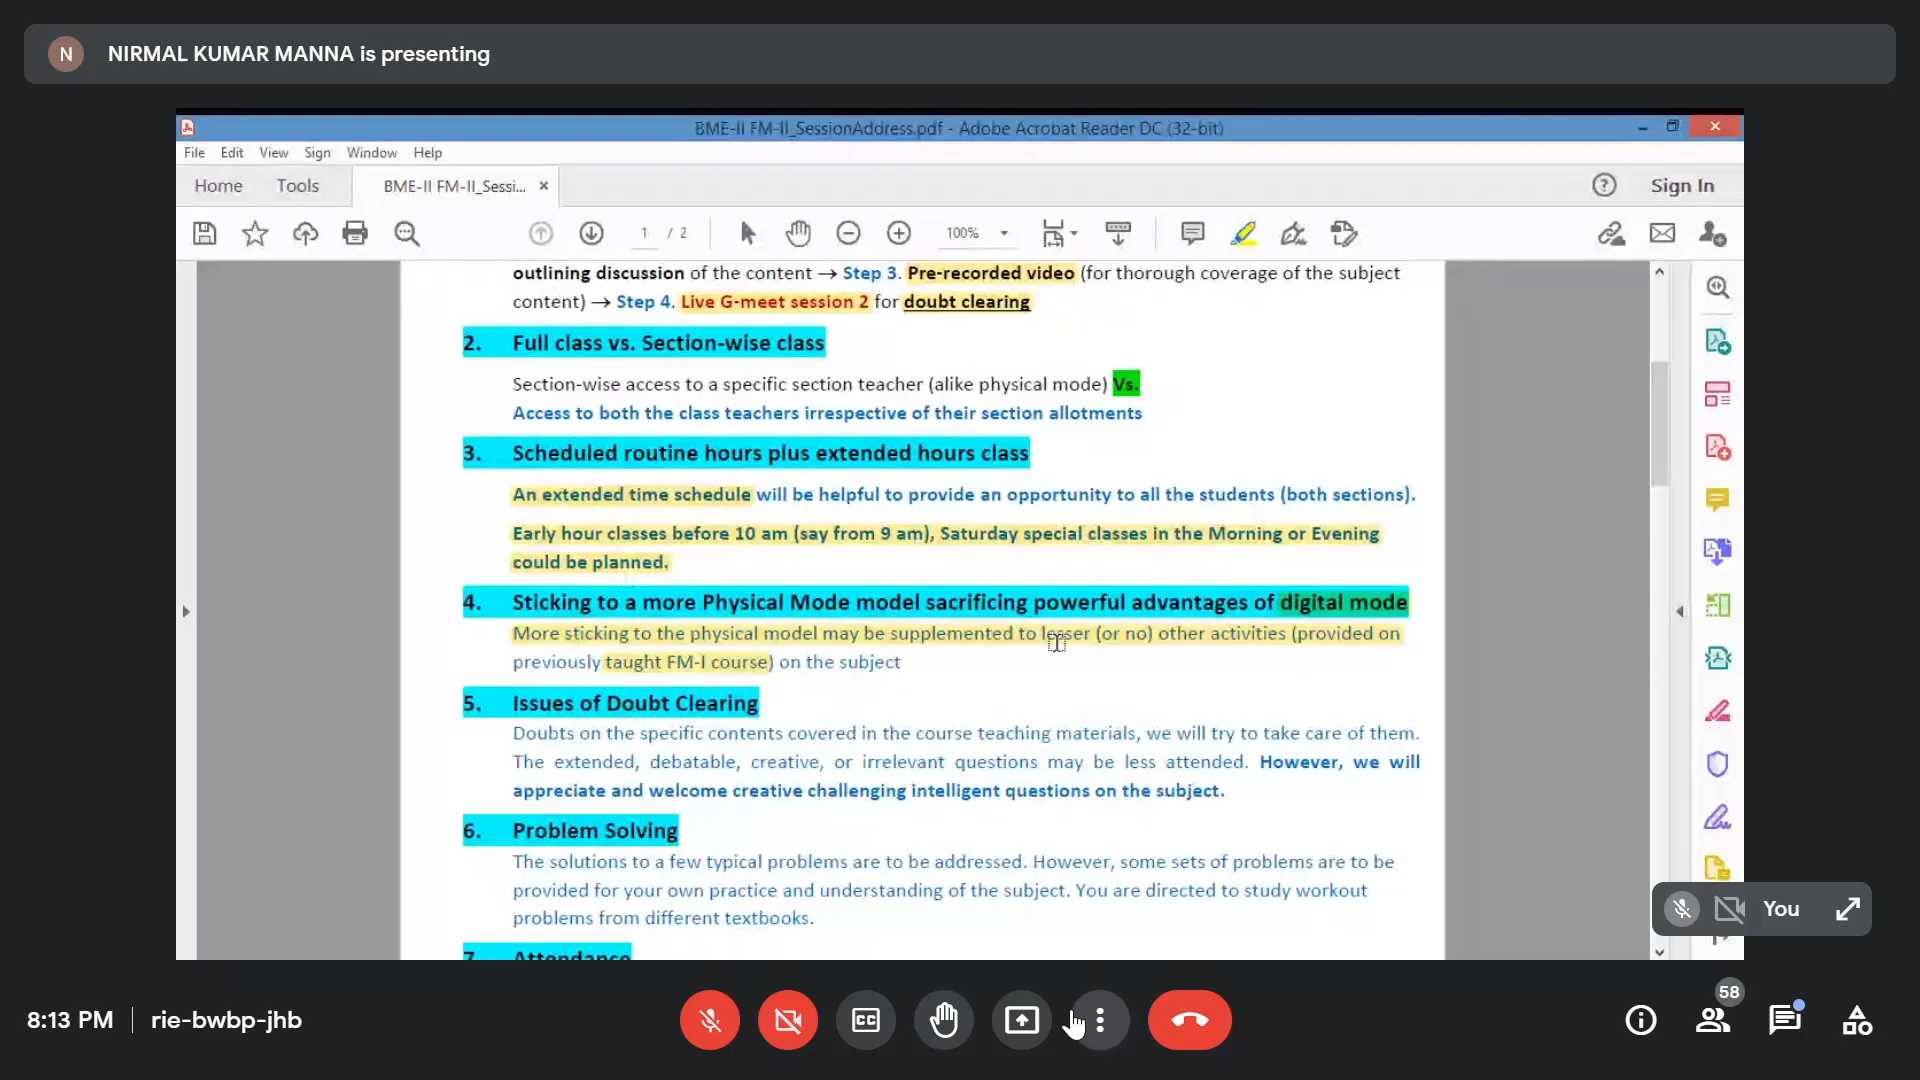 N NIRMAL KUMAR MANNA is presenting
BME-II FM-II_SessionAddress.pdf - Adobe Acrobat Reader DC (32-bit)
File Edit View Sign Window Help
Home Tools BME-II FM-II_Sessi... × Sign In
1 / 2 100%
outlining discussion of the content → Step 3. Pre-recorded video (for thorough coverage of the subject
content) → Step 4. Live G-meet session 2 for doubt clearing
2. Full class vs. Section-wise class
Section-wise access to a specific section teacher (alike physical mode) Vs.
Access to both the class teachers irrespective of their section allotments
3. Scheduled routine hours plus extended hours class
An extended time schedule will be helpful to provide an opportunity to all the students (both sections).
Early hour classes before 10 am (say from 9 am), Saturday special classes in the Morning or Evening
could be planned.
4. Sticking to a more Physical Mode model sacrificing powerful advantages of digital mode
More sticking to the physical model may be supplemented to lesser (or no) other activities (provided on
previously taught FM-I course) on the subject
5. Issues of Doubt Clearing
Doubts on the specific contents covered in the course teaching materials, we will try to take care of them.
The extended, debatable, creative, or irrelevant questions may be less attended. However, we will
appreciate and welcome creative challenging intelligent questions on the subject.
6. Problem Solving
The solutions to a few typical problems are to be addressed. However, some sets of problems are to be
provided for your own practice and understanding of the subject. You are directed to study workout
problems from different textbooks.
7. Attendance
You
8:13 PM rie-bwbp-jhb CC 58